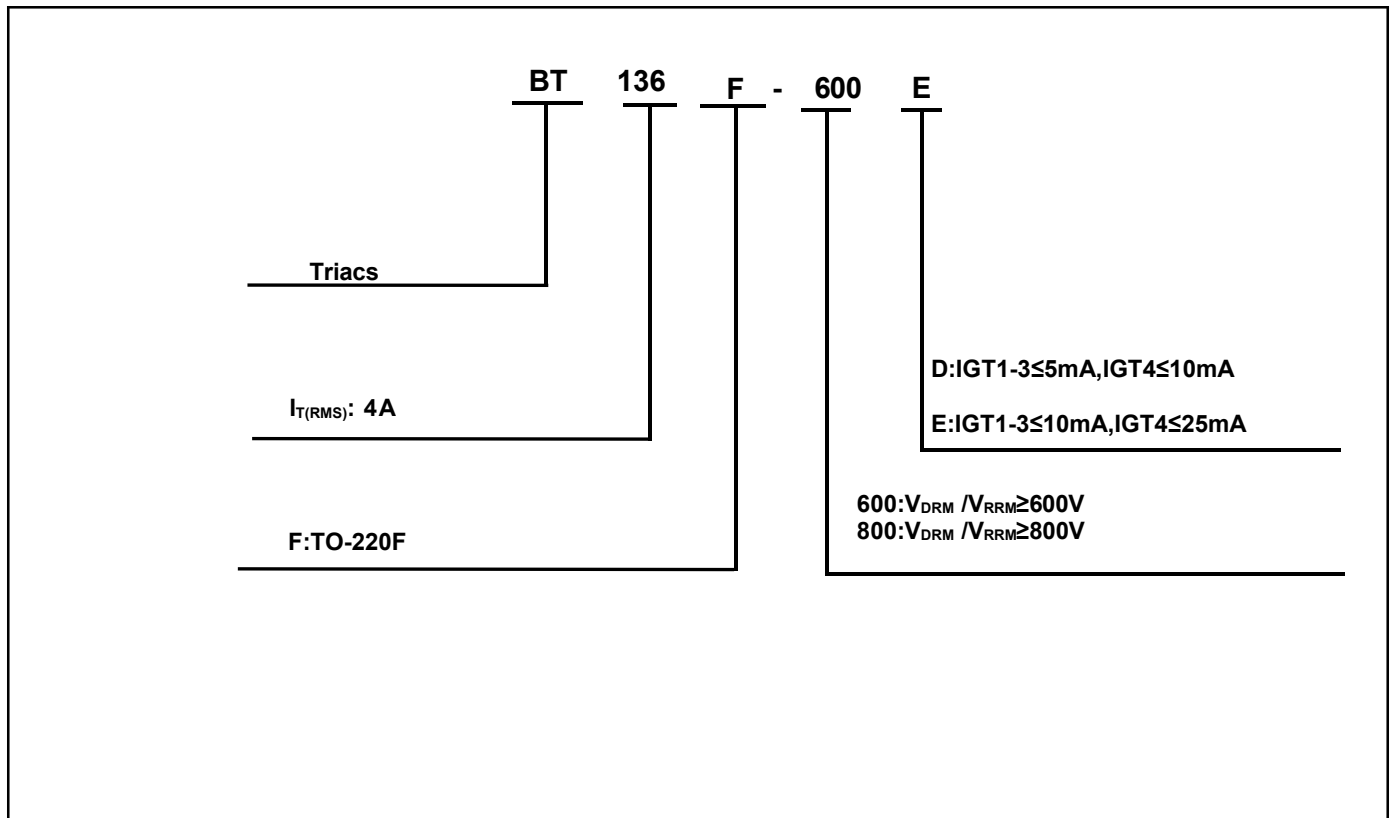 BT 136 F - 600 E
Triacs
D:IGT1-3≤5mA,IGT4≤10mA
IT(RMS): 4A
E:IGT1-3≤10mA,IGT4≤25mA
600:VDRM /VRRM≥600V
800:VDRM /VRRM≥800V
F:TO-220F